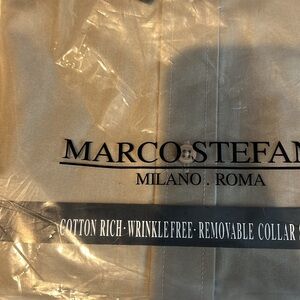 MARCO STEFAN
MILANO . ROMA
COTTON RICH - WRINKLE FREE - REMOVABLE COLLAR